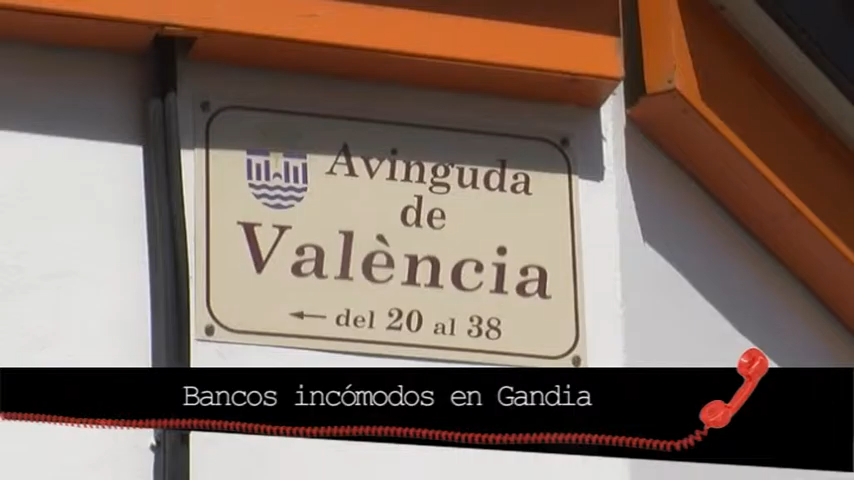 Avinguda
de
València
← del 20 al 38
Bancos incómodos en Gandia